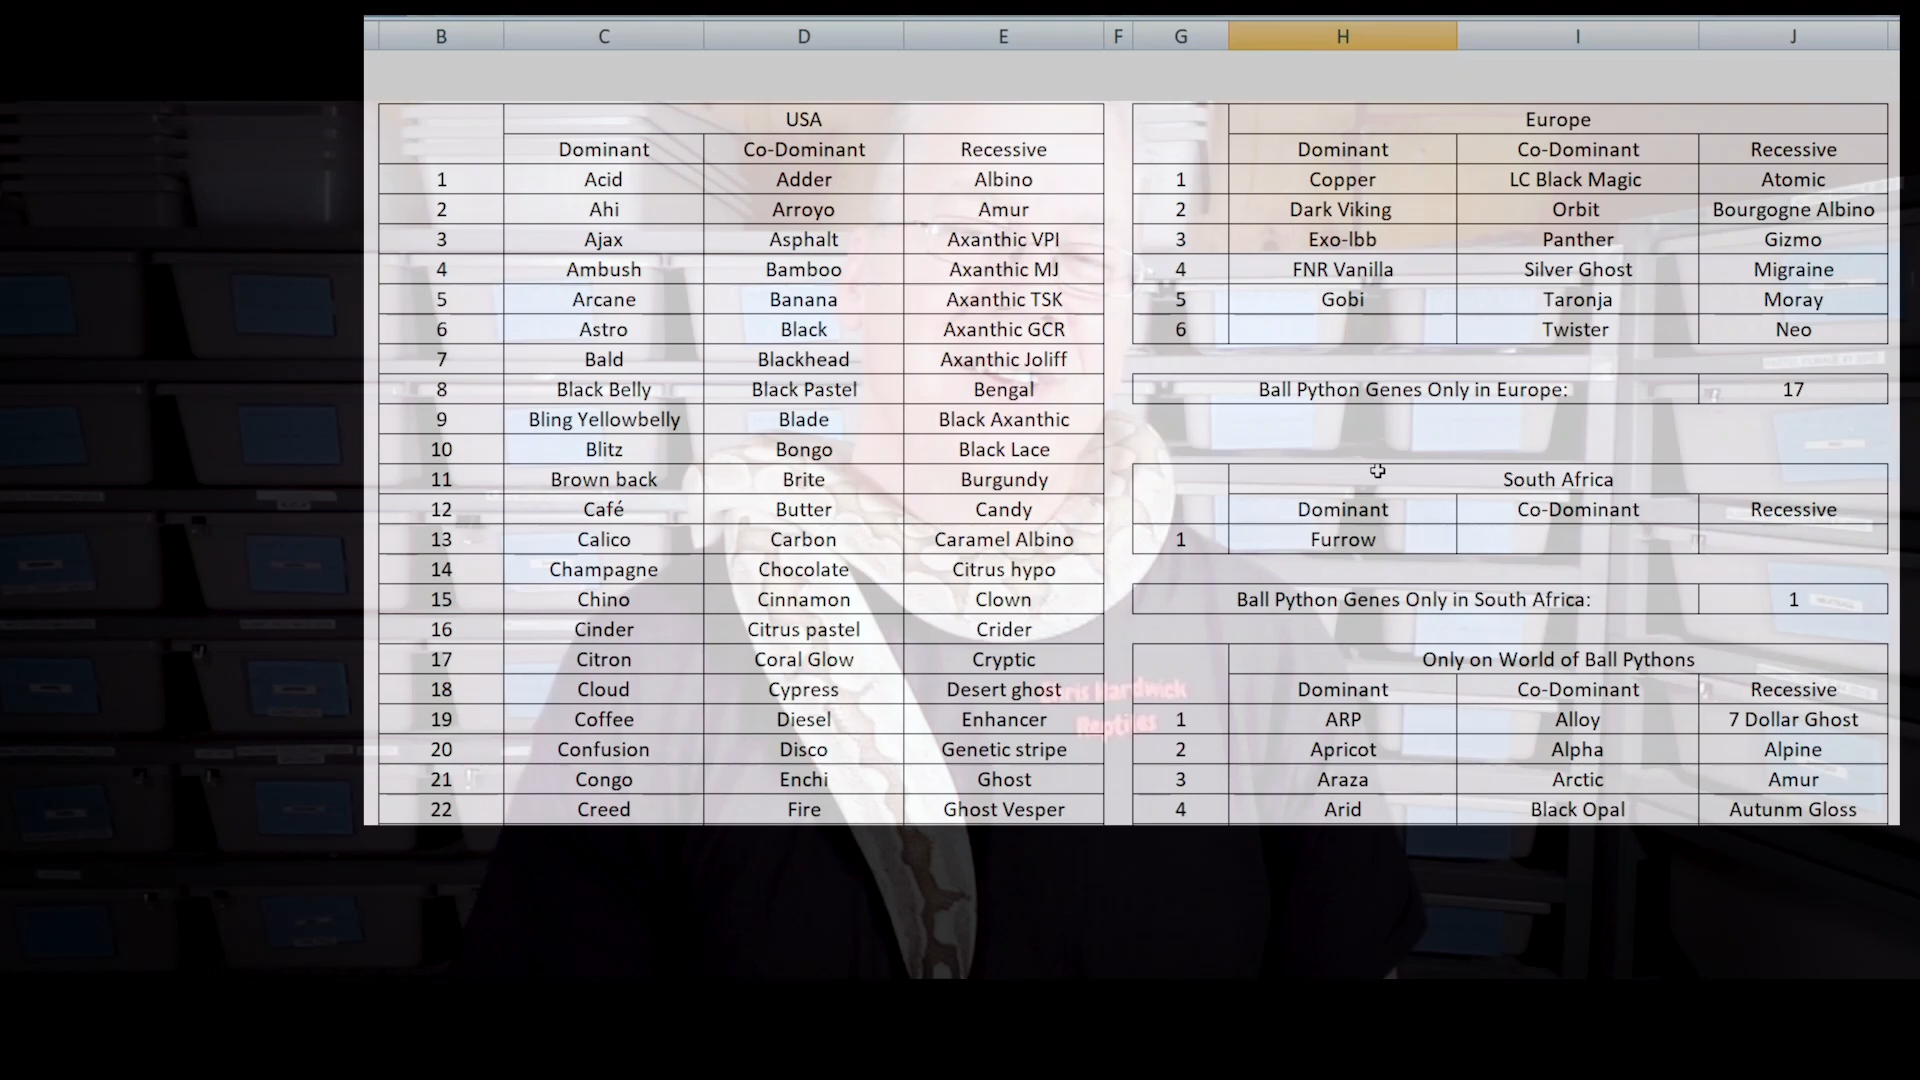 B C D E F G H I J
USA
Dominant Co-Dominant Recessive
1 Acid Adder Albino
2 Ahi Arroyo Amur
3 Ajax Asphalt Axanthic VPI
4 Ambush Bamboo Axanthic MJ
5 Arcane Banana Axanthic TSK
6 Astro Black Axanthic GCR
7 Bald Blackhead Axanthic Joliff
8 Black Belly Black Pastel Bengal
9 Bling Yellowbelly Blade Black Axanthic
10 Blitz Bongo Black Lace
11 Brown back Brite Burgundy
12 Café Butter Candy
13 Calico Carbon Caramel Albino
14 Champagne Chocolate Citrus hypo
15 Chino Cinnamon Clown
16 Cinder Citrus pastel Crider
17 Citron Coral Glow Cryptic
18 Cloud Cypress Desert ghost
19 Coffee Diesel Enhancer
20 Confusion Disco Genetic stripe
21 Congo Enchi Ghost
22 Creed Fire Ghost Vesper
Europe
Dominant Co-Dominant Recessive
1 Copper LC Black Magic Atomic
2 Dark Viking Orbit Bourgogne Albino
3 Exo-lbb Panther Gizmo
4 FNR Vanilla Silver Ghost Migraine
5 Gobi Taronja Moray
6 Twister Neo
Ball Python Genes Only in Europe: 17
South Africa
Dominant Co-Dominant Recessive
1 Furrow
Ball Python Genes Only in South Africa: 1
Only on World of Ball Pythons
Dominant Co-Dominant Recessive
1 ARP Alloy 7 Dollar Ghost
2 Apricot Alpha Alpine
3 Araza Arctic Amur
4 Arid Black Opal Autunm Gloss
Chris Hardwick
Reptiles